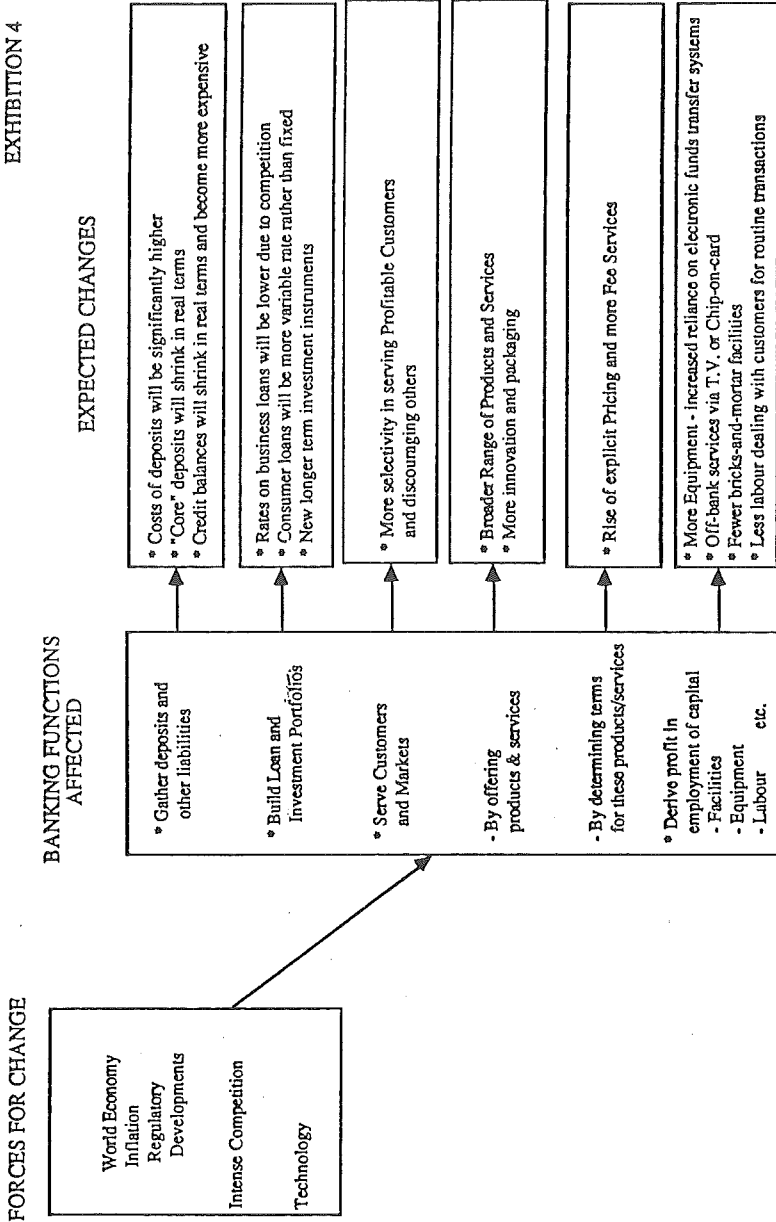 EXHIBITION 4
FORCES FOR CHANGE
World Economy
Inflation
Regulatory
Developments
Intense Competition
Technology
BANKING FUNCTIONS
AFFECTED
* Gather deposits and
other liabilities
* Build Loan and
Investment Portfolios
* Serve Customers
and Markets
- By offering
products & services
- By determining terms
for these products/services
* Derive profit in
employment of capital
- Facilities
- Equipment
- Labour etc.
EXPECTED CHANGES
* Costs of deposits will be significantly higher
* "Core" deposits will shrink in real terms
* Credit balances will shrink in real terms and become more expensive
* Rates on business loans will be lower due to competition
* Consumer loans will be more variable rate rather than fixed
* New longer term investment instruments
* More selectivity in serving Profitable Customers
and discouraging others
* Broader Range of Products and Services
* More innovation and packaging
* Rise of explicit Pricing and more Fee Services
* More Equipment - increased reliance on electronic funds transfer systems
* Off-bank services via T.V. or Chip-on-card
* Fewer bricks-and-mortar facilities
* Less labour dealing with customers for routine transactions